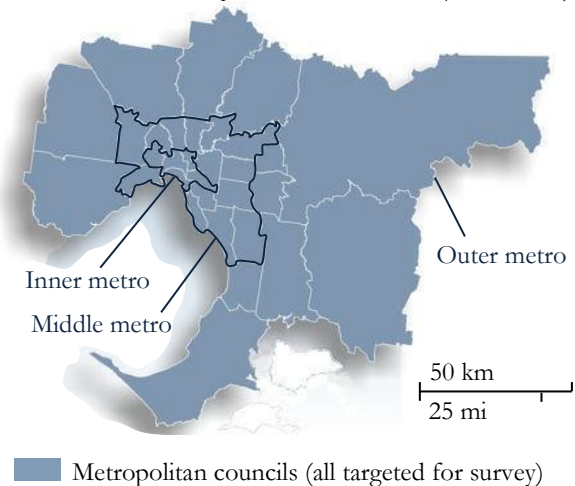 Outer metro
Inner metro
Middle metro
50 km
25 mi
Metropolitan councils (all targeted for survey)